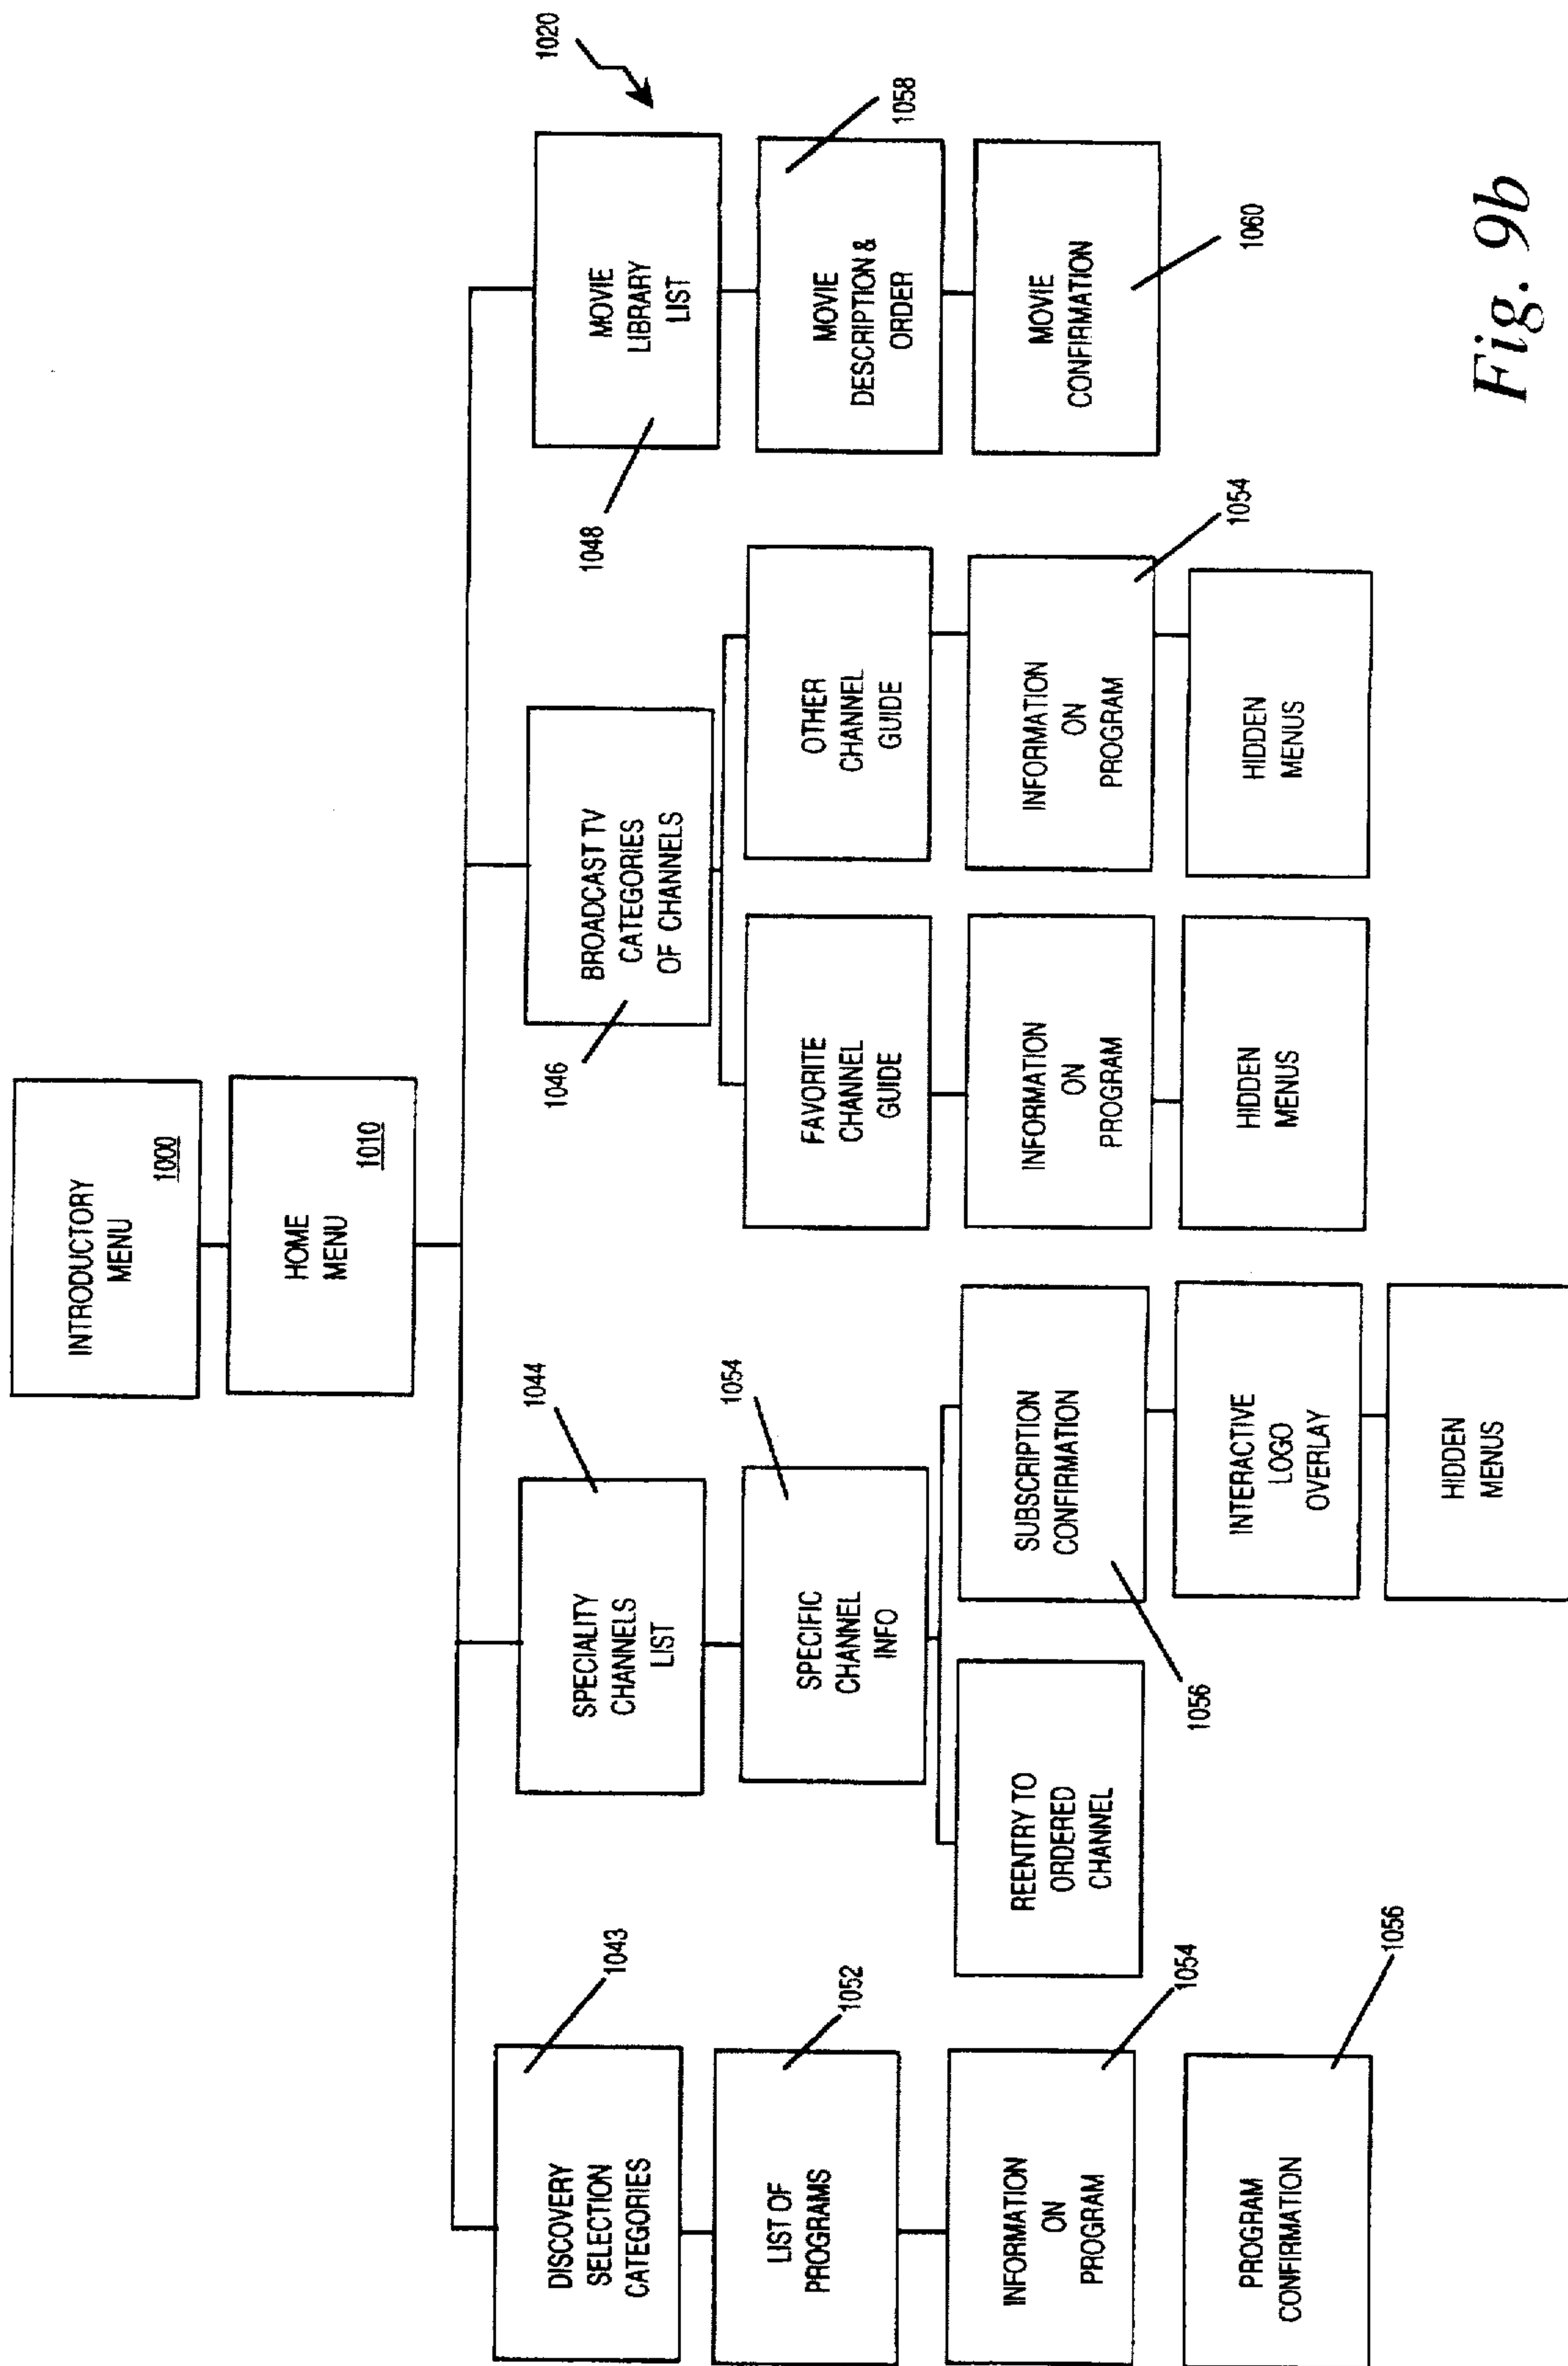 INTRODUCTORY
MENU
1000
HOME
MENU
1010
1020
DISCOVERY
SELECTION
CATEGORIES
1043
LIST OF
PROGRAMS
1052
INFORMATION
ON
PROGRAM
1054
PROGRAM
CONFIRMATION
1056
SPECIALITY
CHANNELS
LIST
1044
SPECIFIC
CHANNEL
INFO
1054
REENTRY TO
ORDERED
CHANNEL
SUBSCRIPTION
CONFIRMATION
1056
INTERACTIVE
LOGO
OVERLAY
HIDDEN
MENUS
BROADCAST TV
CATEGORIES
OF CHANNELS
1046
FAVORITE
CHANNEL
GUIDE
INFORMATION
ON
PROGRAM
HIDDEN
MENUS
OTHER
CHANNEL
GUIDE
INFORMATION
ON
PROGRAM
1054
HIDDEN
MENUS
MOVIE
LIBRARY
LIST
1048
MOVIE
DESCRIPTION &
ORDER
1058
MOVIE
CONFIRMATION
1060
Fig. 9b